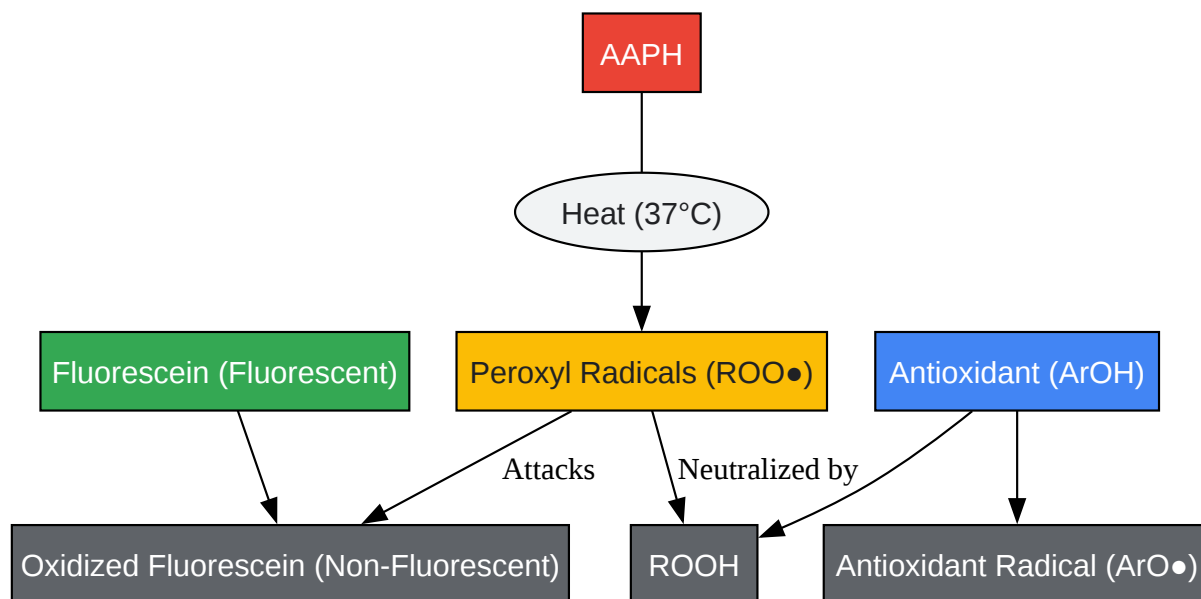 AAPH
Heat (37°C)
Fluorescein (Fluorescent)
Peroxyl Radicals (ROO●)
Antioxidant (ArOH)
Attacks
Neutralized by
Oxidized Fluorescein (Non-Fluorescent)
ROOH
Antioxidant Radical (ArO●)